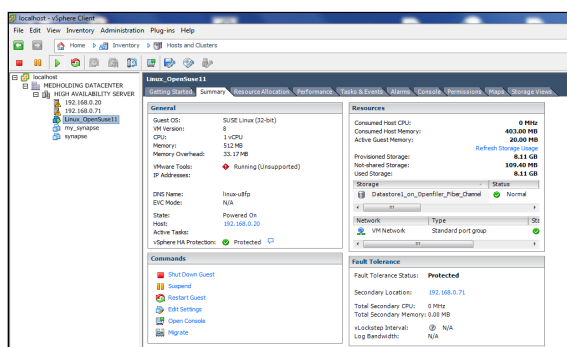 localhost - vSphere Client
File Edit View Inventory Administration Plug-ins Help
Home Inventory Hosts and Clusters
localhost
MEDHOLDING DATACENTER
HIGH AVAILABILITY SERVER
192.168.0.20
192.168.0.71
Linux_OpenSuse11
my_synapse
synapse
Linux_OpenSuse11
Getting Started Summary Resource Allocation Performance Tasks & Events Alarms Console Permissions Maps Storage Views
General
Guest OS: SUSE Linux (32-bit)
VM Version: 8
CPU: 1 vCPU
Memory: 512 MB
Memory Overhead: 33.17 MB
VMware Tools: Running (Unsupported)
IP Addresses:
DNS Name: linux-u8fp
EVC Mode: N/A
State: Powered On
Host: 192.168.0.20
Active Tasks:
vSphere HA Protection: Protected
Commands
Shut Down Guest
Suspend
Restart Guest
Edit Settings
Open Console
Migrate
Resources
Consumed Host CPU: 0 MHz
Consumed Host Memory: 403.00 MB
Active Guest Memory: 20.00 MB
Refresh Storage Usage
Provisioned Storage: 8.11 GB
Not-shared Storage: 109.40 MB
Used Storage: 8.11 GB
Storage Status
Datastore1_on_Openfiler_Fiber_Channel Normal
Network Type Sta
VM Network Standard port group
Fault Tolerance
Fault Tolerance Status: Protected
Secondary Location: 192.168.0.71
Total Secondary CPU: 0 MHz
Total Secondary Memory: 0.00 MB
vLockstep Interval: N/A
Log Bandwidth: N/A